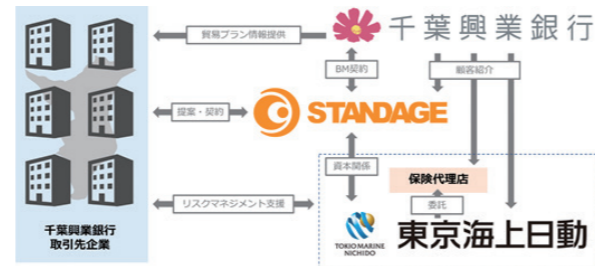 貿易プラン情報提供
千葉興業銀行
BM契約
顧客紹介
提案・契約
STANDAGE
資本関係
保険代理店
リスクマネジメント支援
委託
千葉興業銀行
取引先企業
TOKIO MARINE
NICHIDO
東京海上日動